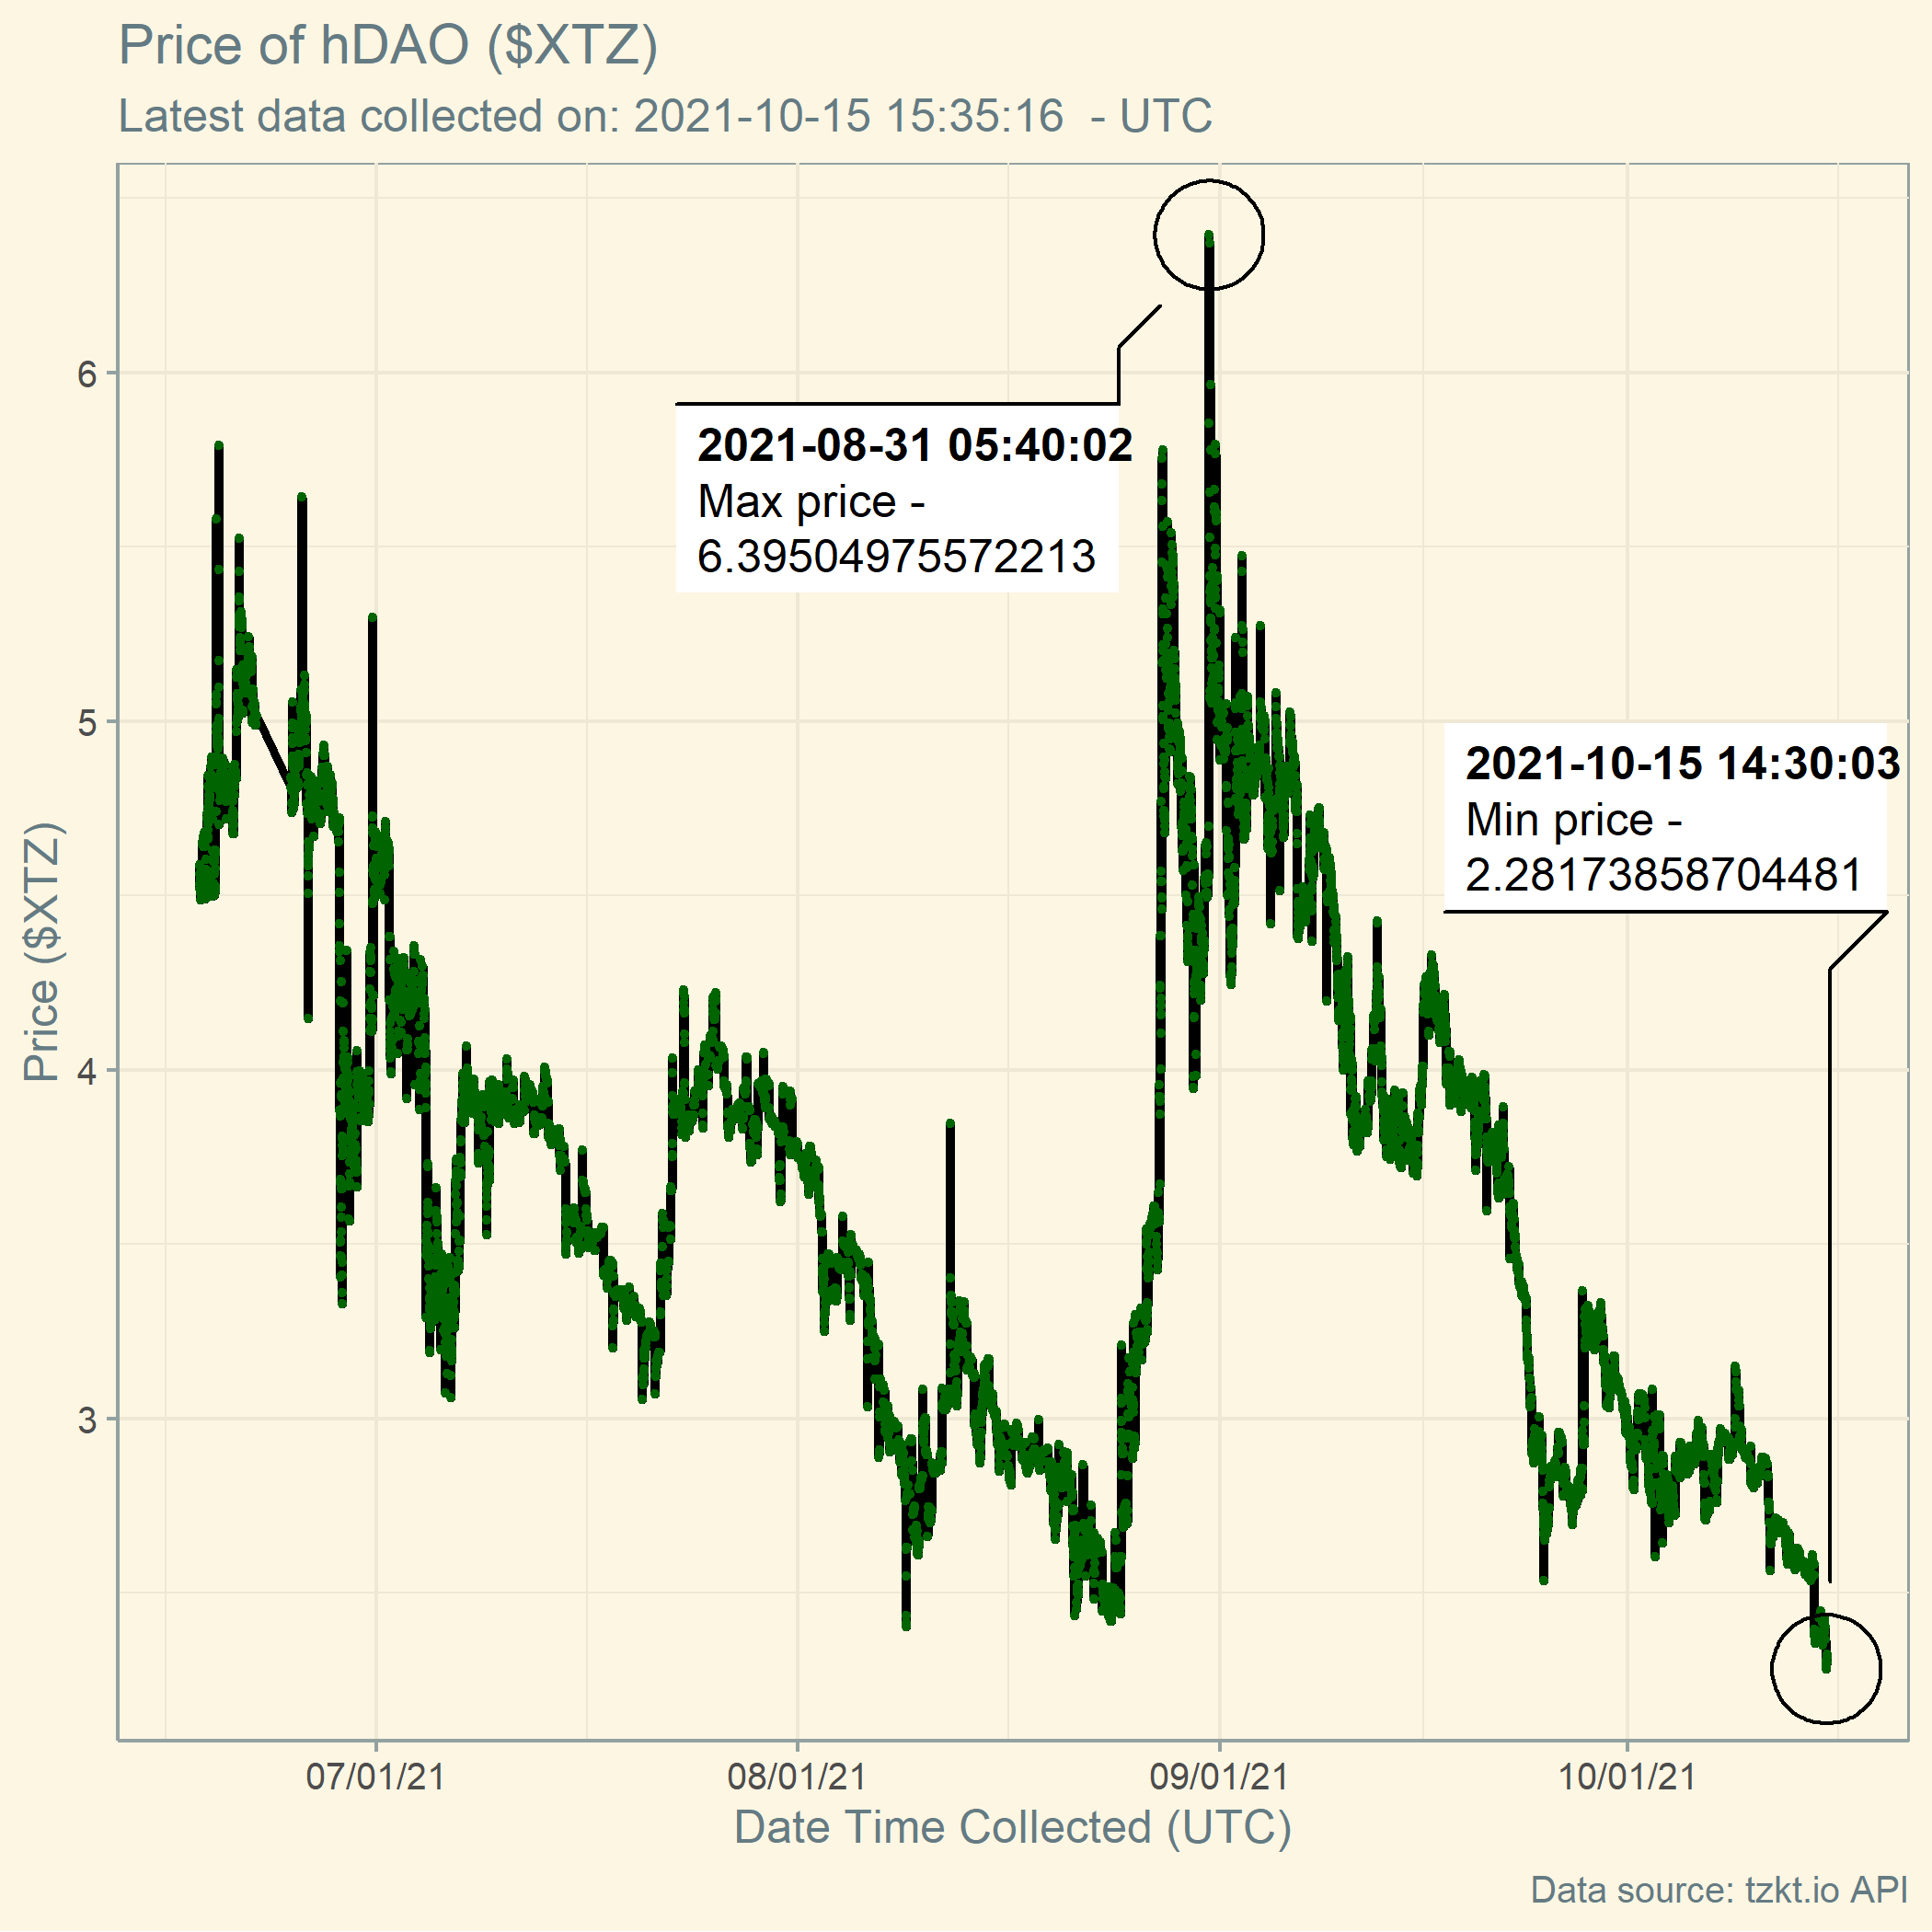 Price of hDAO ($XTZ)
Latest data collected on: 2021-10-15 15:35:16  - UTC
2021-08-31 05:40:02
Max price -
6.39504975572213
2021-10-15 14:30:03
Min price -
2.28173858704481
Price ($XTZ)
6
5
4
3
07/01/21
08/01/21
09/01/21
10/01/21
Date Time Collected (UTC)
Data source: tzkt.io API